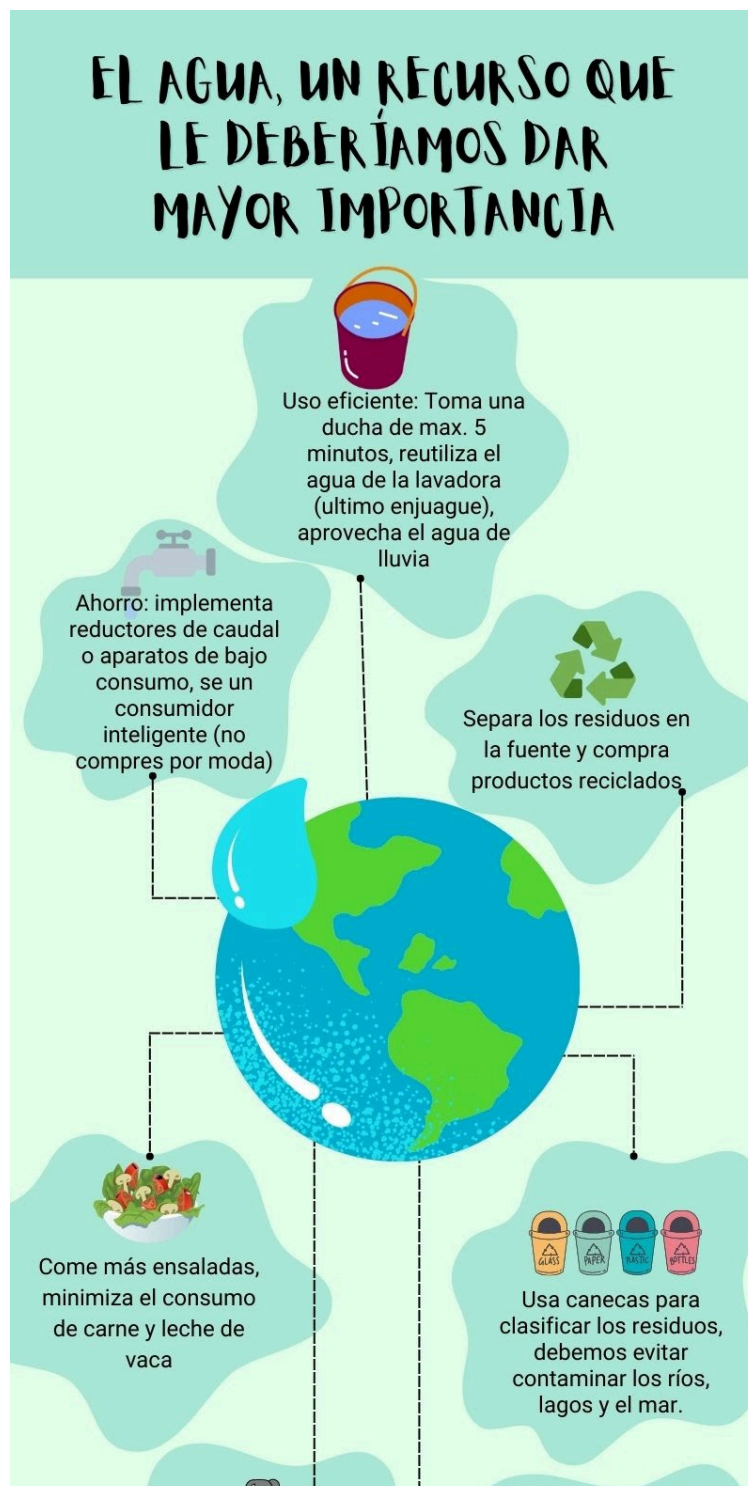 EL AGUA, UN RECURSO QUE
LE DEBERÍAMOS DAR
MAYOR IMPORTANCIA
Uso eficiente: Toma una
ducha de max. 5
minutos, reutiliza el
agua de la lavadora
(ultimo enjuague),
aprovecha el agua de
lluvia
Ahorro: implementa
reductores de caudal
o aparatos de bajo
consumo, se un
consumidor
inteligente (no
compres por moda)
Separa los residuos en
la fuente y compra
productos reciclados
Come más ensaladas,
minimiza el consumo
de carne y leche de
vaca
GLASS PAPER PLASTIC BOTTLES
Usa canecas para
clasificar los residuos,
debemos evitar
contaminar los ríos,
lagos y el mar.